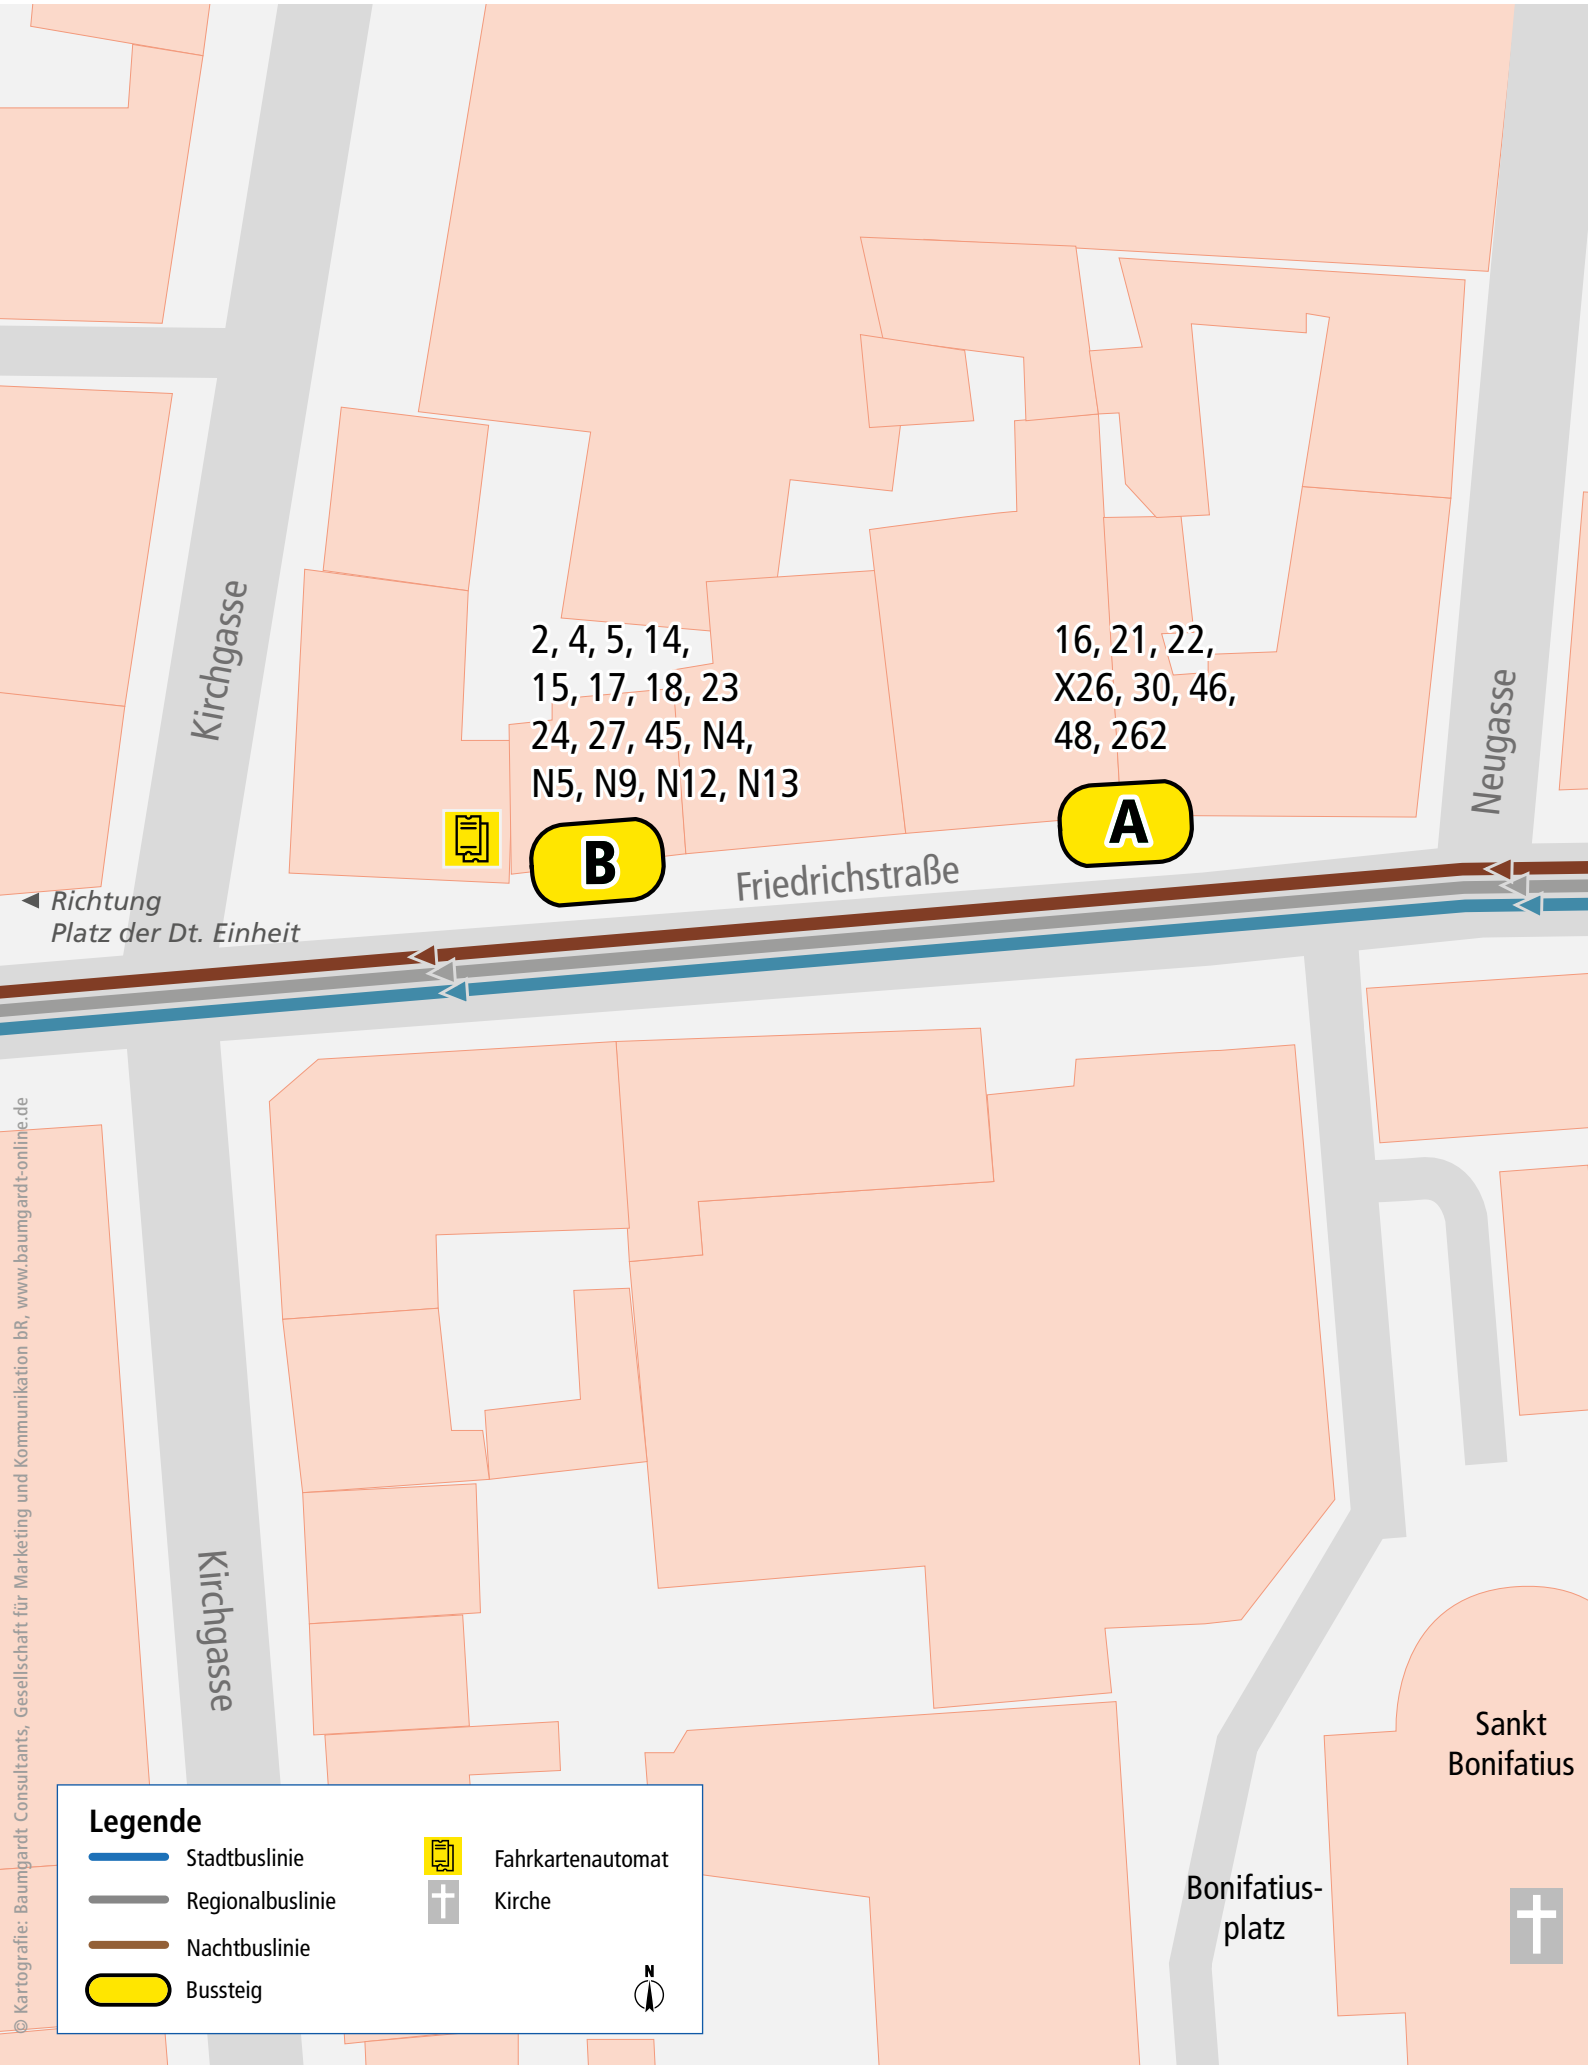 Kirchgasse
2, 4, 5, 14,
15, 17, 18, 23
24, 27, 45, N4,
N5, N9, N12, N13
16, 21, 22,
X26, 30, 46,
48, 262
Neugasse
B
A
Friedrichstraße
Richtung
Platz der Dt. Einheit
© Kartografie: Baumgardt Consultants, Gesellschaft für Marketing und Kommunikation bR, www.baumgardt-online.de
Kirchgasse
Sankt
Bonifatius
Bonifatius-
platz
Legende
Stadtbuslinie
Regionalbuslinie
Nachtbuslinie
Bussteig
Fahrkartenautomat
Kirche
N